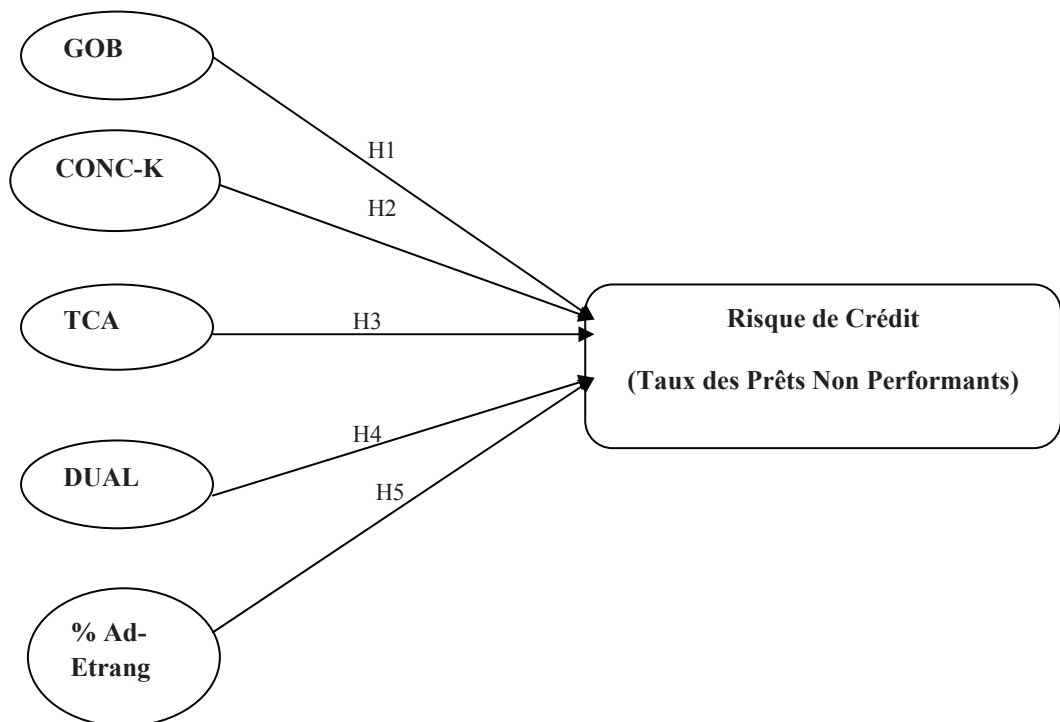 GOB
H1
CONC-K
H2
TCA
H3
Risque de Crédit
(Taux des Prêts Non Performants)
DUAL
H4
H5
% Ad-
Etrang